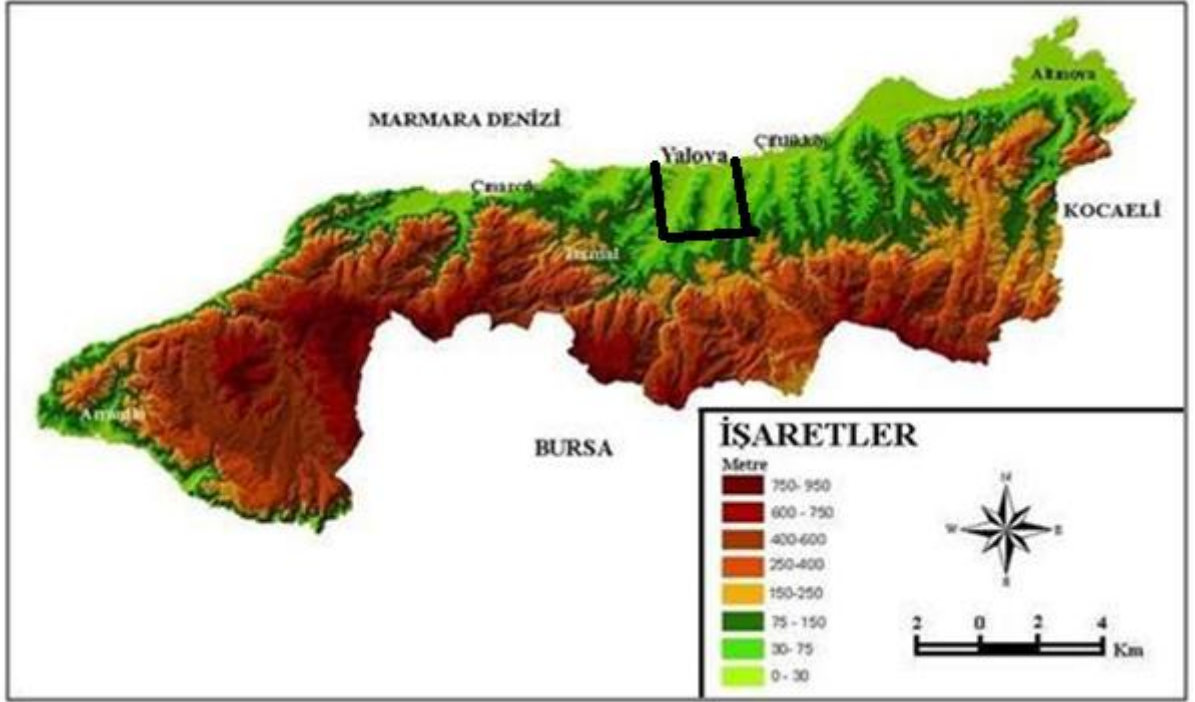 Altınova
MARMARA DENİZİ
Çiftlikköy
Yalova
Çınarcık
KOCAELİ
Termal
Armutlu
BURSA
İŞARETLER
Metre
750- 950
600 - 750
400-600
250-400
150-250
75 - 150
30- 75
0 - 30
N
W
E
S
2 0 2 4
Km